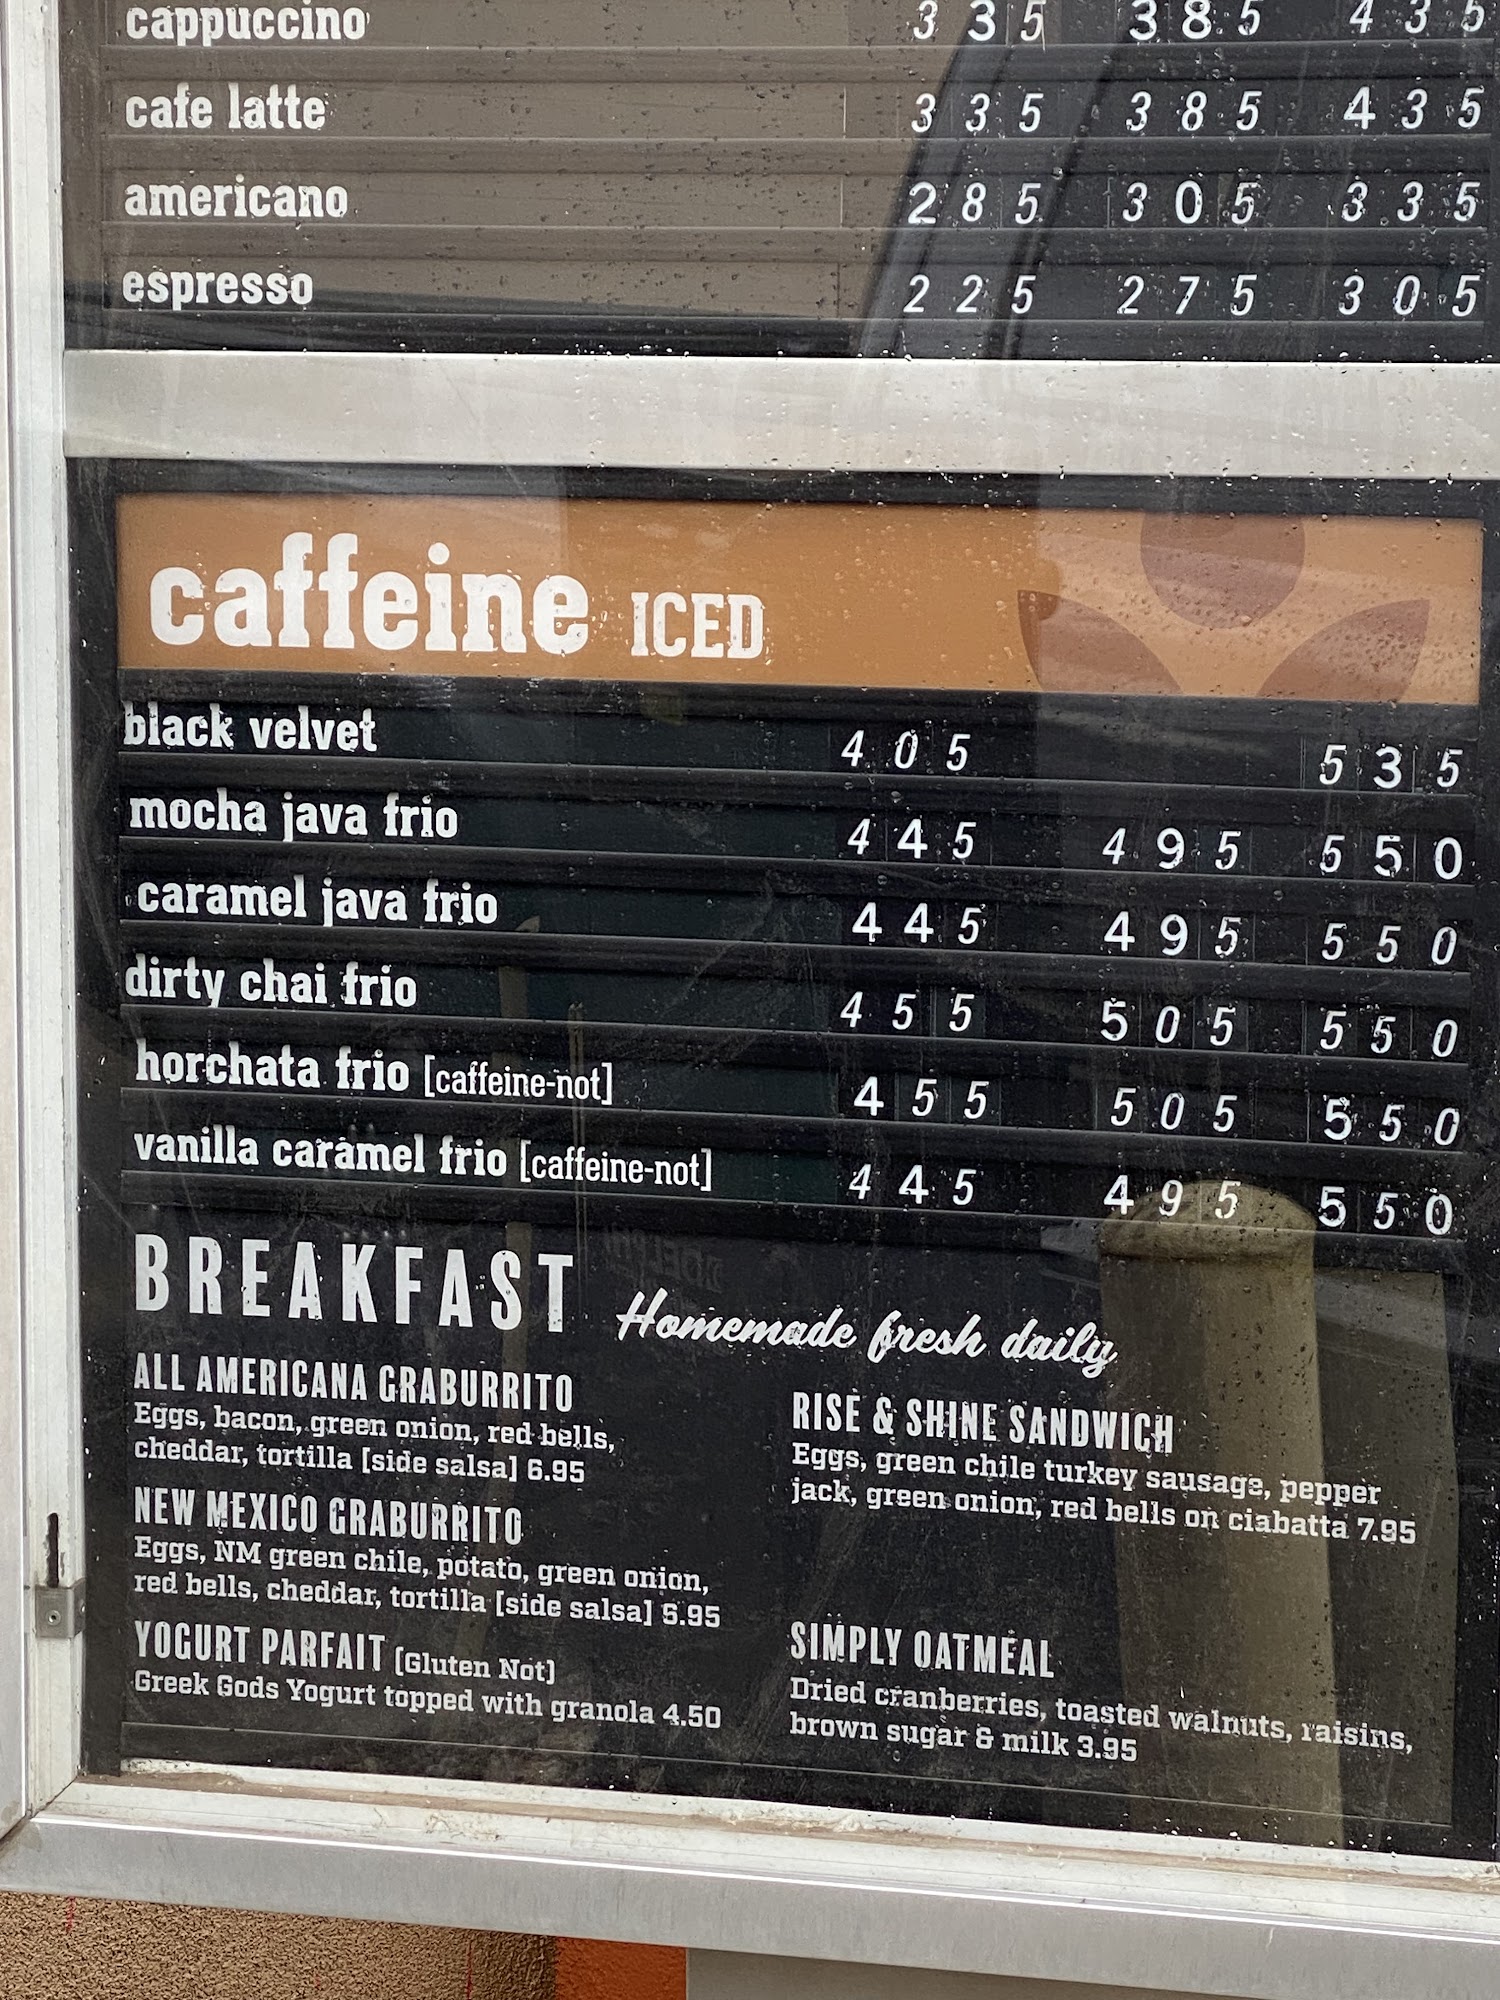 cappuccino 3 3 5 3 8 5 4 3 5
cafe latte 3 3 5 3 8 5 4 3 5
americano 2 8 5 3 0 5 3 3 5
espresso 2 2 5 2 7 5 3 0 5
caffeine ICED
black velvet 4 0 5 5 3 5
mocha java frio 4 4 5 4 9 5 5 5 0
caramel java frio 4 4 5 4 9 5 5 5 0
dirty chai frio 4 5 5 5 0 5 5 5 0
horchata frio [caffeine-not] 4 5 5 5 0 5 5 5 0
vanilla caramel frio [caffeine-not] 4 4 5 4 9 5 5 5 0
BREAKFAST Homemade fresh daily
ALL AMERICANA GRABURRITO
Eggs, bacon, green onion, red bells,
cheddar, tortilla [side salsa] 6.95
NEW MEXICO GRABURRITO
Eggs, NM green chile, potato, green onion,
red bells, cheddar, tortilla [side salsa] 5.95
YOGURT PARFAIT [Gluten Not]
Greek Gods Yogurt topped with granola 4.50
RISE & SHINE SANDWICH
Eggs, green chile turkey sausage, pepper
jack, green onion, red bells on ciabatta 7.95
SIMPLY OATMEAL
Dried cranberries, toasted walnuts, raisins,
brown sugar & milk 3.95